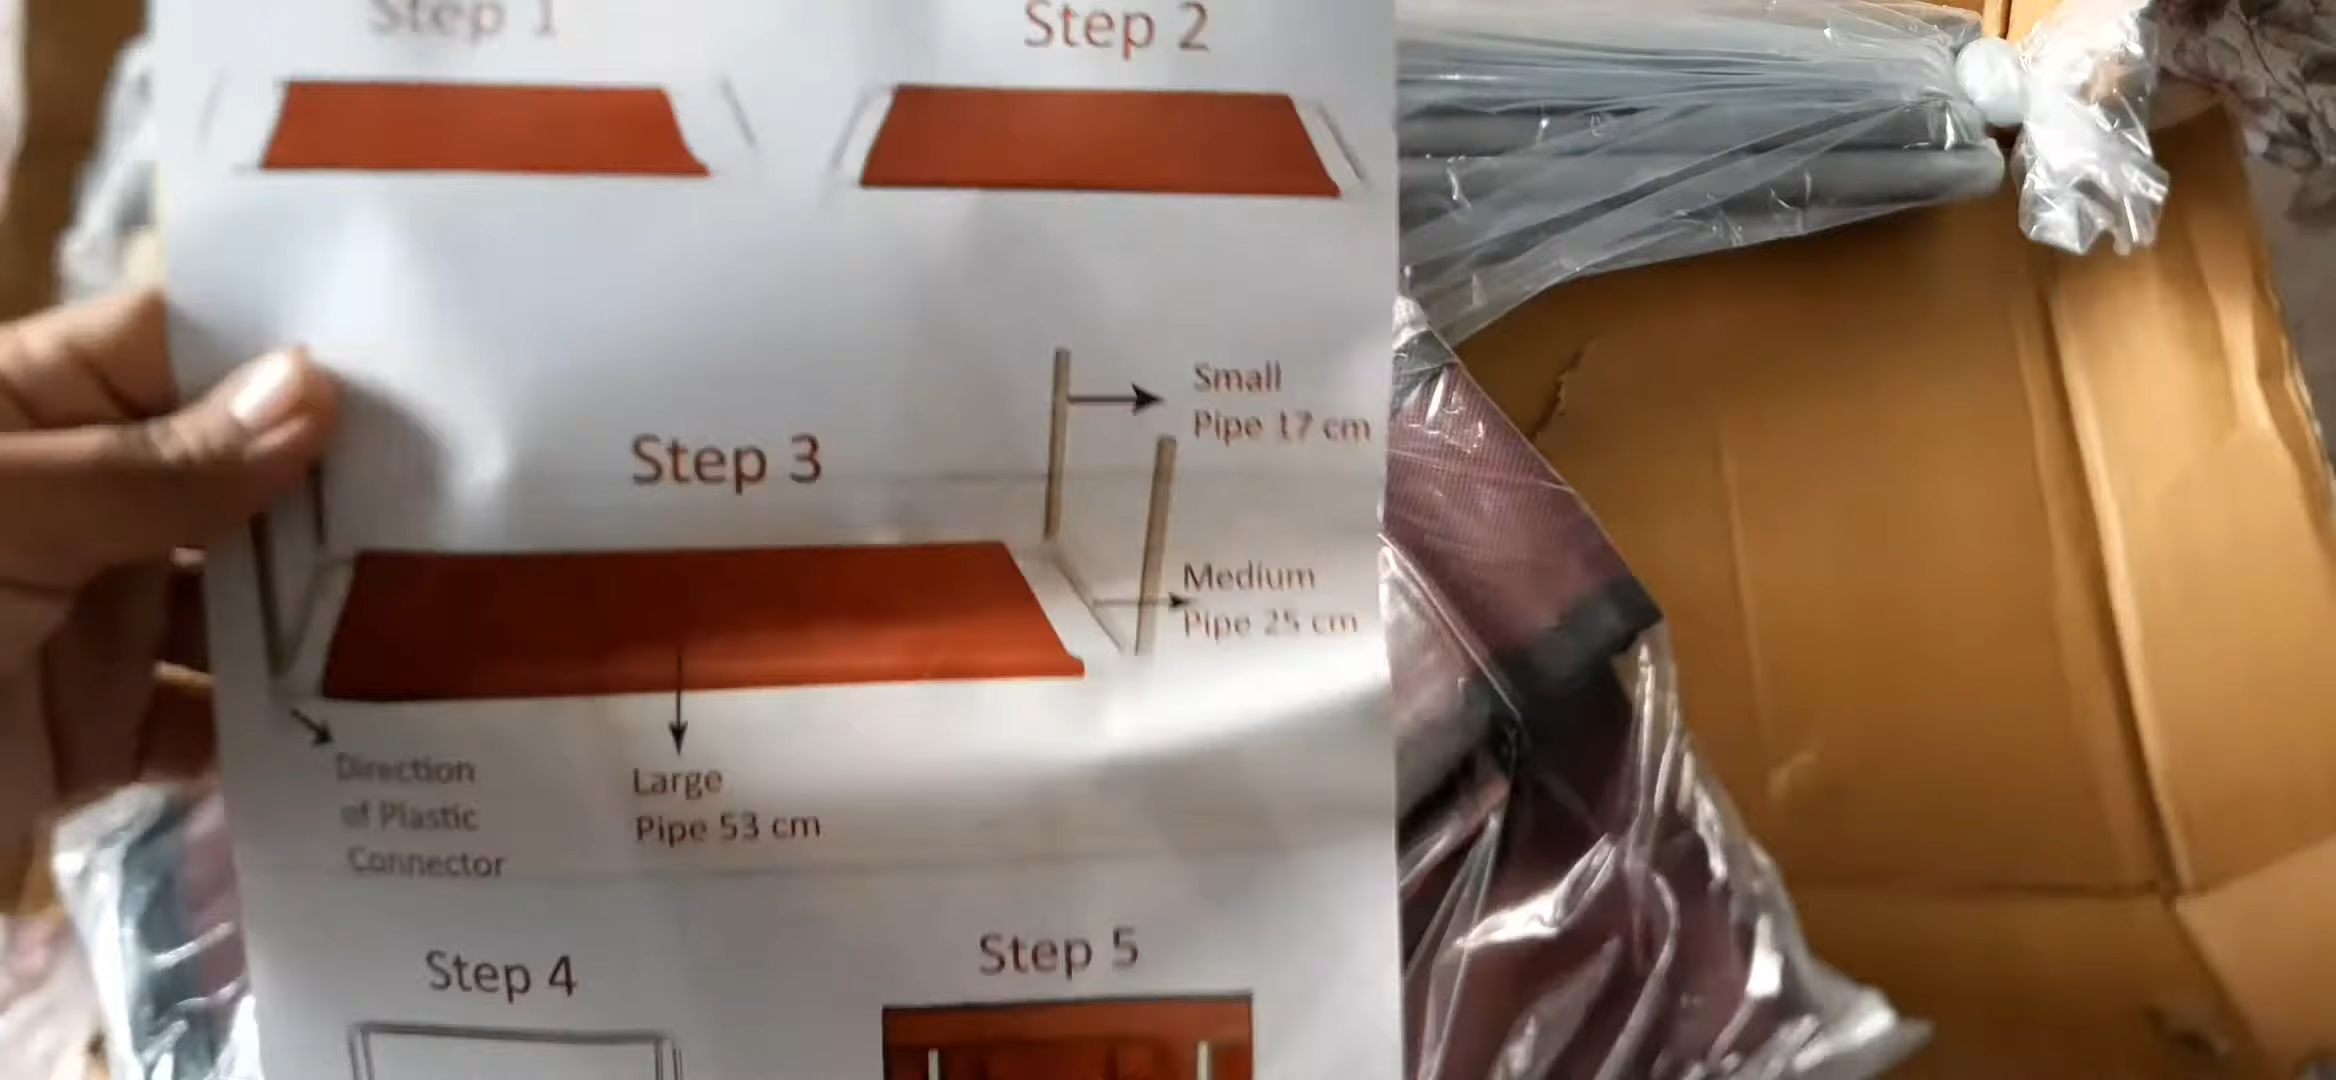 Step 1
Step 2
Small
Pipe 17 cm
Step 3
Medium
Pipe 25 cm
Direction
of Plastic
Connector
Large
Pipe 53 cm
Step 4
Step 5